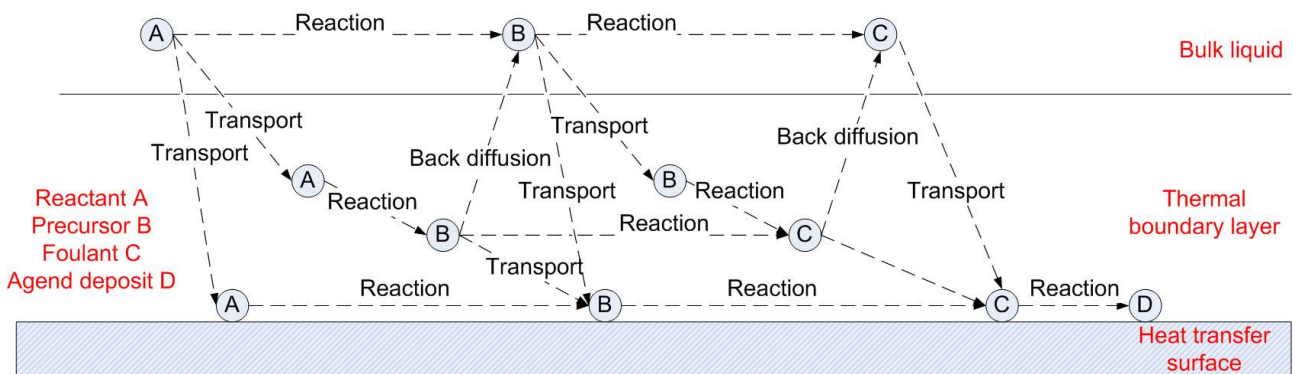 A
Reaction
B
Reaction
C
Bulk liquid
Transport
Transport
Transport
Back diffusion
Back diffusion
A
Reaction
B
Reaction
Transport
Transport
Reactant A
Precursor B
Foulant C
Agend deposit D
Thermal
boundary layer
B
Reaction
C
Transport
A
Reaction
B
Reaction
C
Reaction
D
Heat transfer
surface